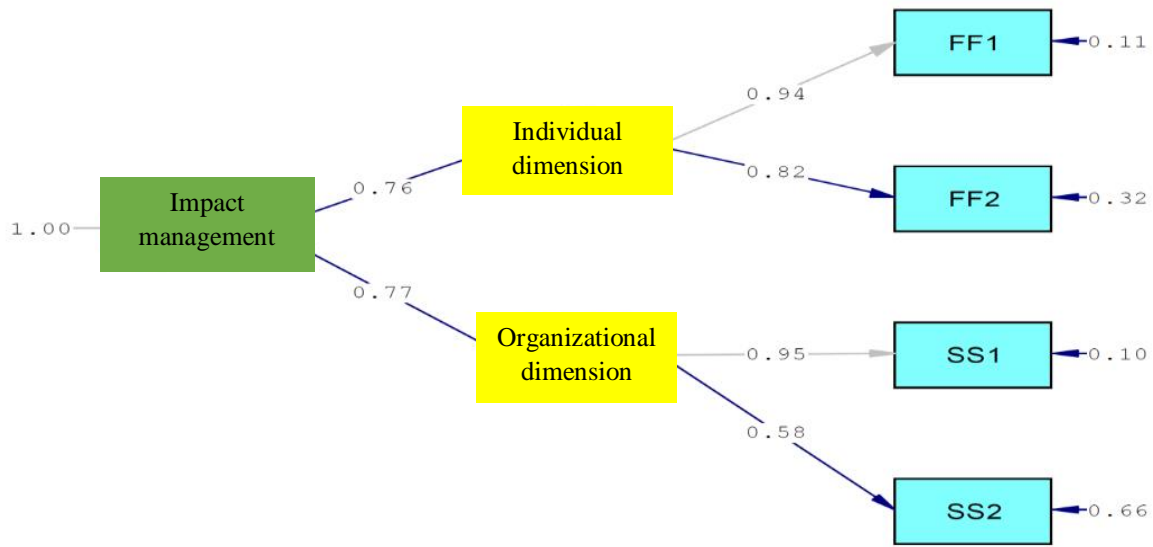 1.00
Impact
management
0.76
0.77
Individual
dimension
Organizational
dimension
0.94
0.82
0.95
0.58
FF1
0.11
FF2
0.32
SS1
0.10
SS2
0.66